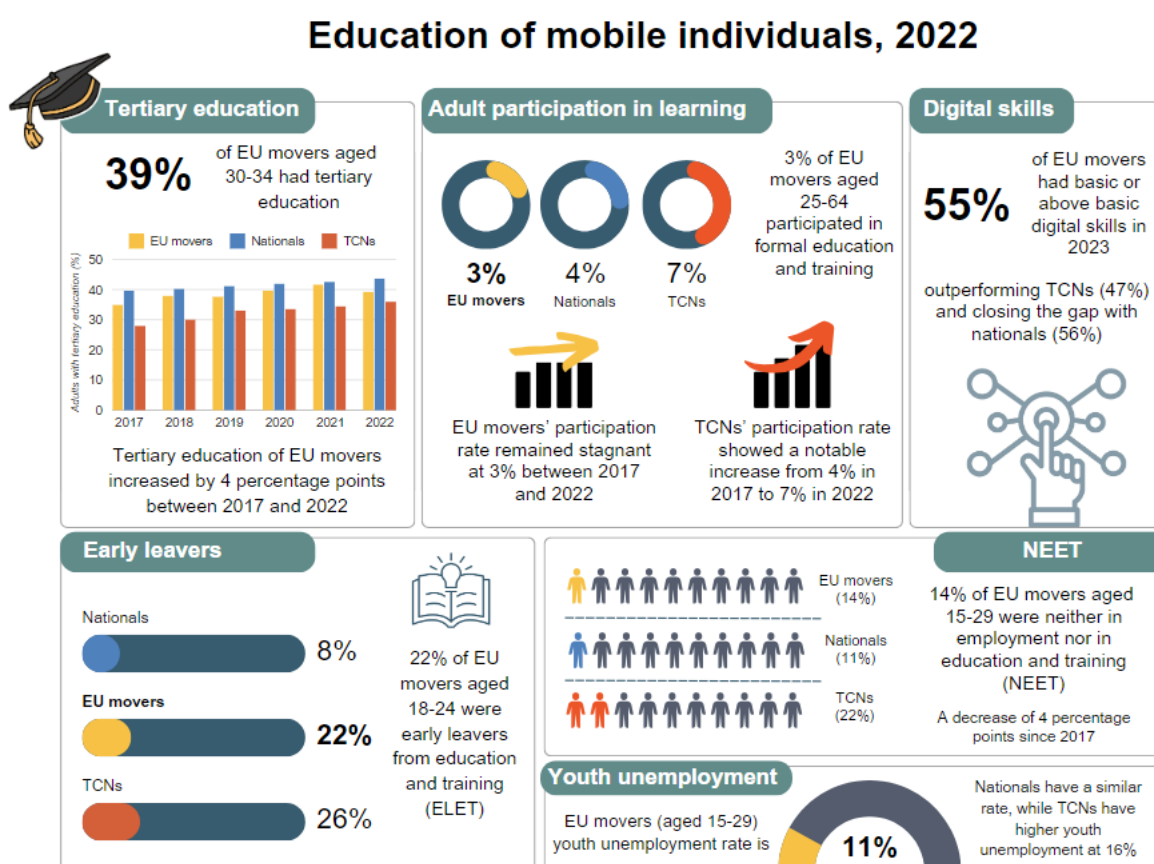 Education of mobile individuals, 2022
Tertiary education
39%
of EU movers aged
30-34 had tertiary
education
EU movers
Nationals
TCNs
Adults with tertiary education (%)
50
40
30
20
10
0
2017
2018
2019
2020
2021
2022
Tertiary education of EU movers
increased by 4 percentage points
between 2017 and 2022
Adult participation in learning
3%
EU movers
4%
Nationals
7%
TCNs
3% of EU
movers aged
25-64
participated in
formal education
and training
EU movers' participation
rate remained stagnant
at 3% between 2017
and 2022
TCNs' participation rate
showed a notable
increase from 4% in
2017 to 7% in 2022
Digital skills
55%
of EU movers
had basic or
above basic
digital skills in
2023
outperforming TCNs (47%)
and closing the gap with
nationals (56%)
Early leavers
Nationals
8%
EU movers
22%
TCNs
26%
22% of EU
movers aged
18-24 were
early leavers
from education
and training
(ELET)
NEET
EU movers
(14%)
Nationals
(11%)
TCNs
(22%)
14% of EU movers aged
15-29 were neither in
employment nor in
education and training
(NEET)
A decrease of 4 percentage
points since 2017
Youth unemployment
EU movers (aged 15-29)
youth unemployment rate is
11%
Nationals have a similar
rate, while TCNs have
higher youth
unemployment at 16%